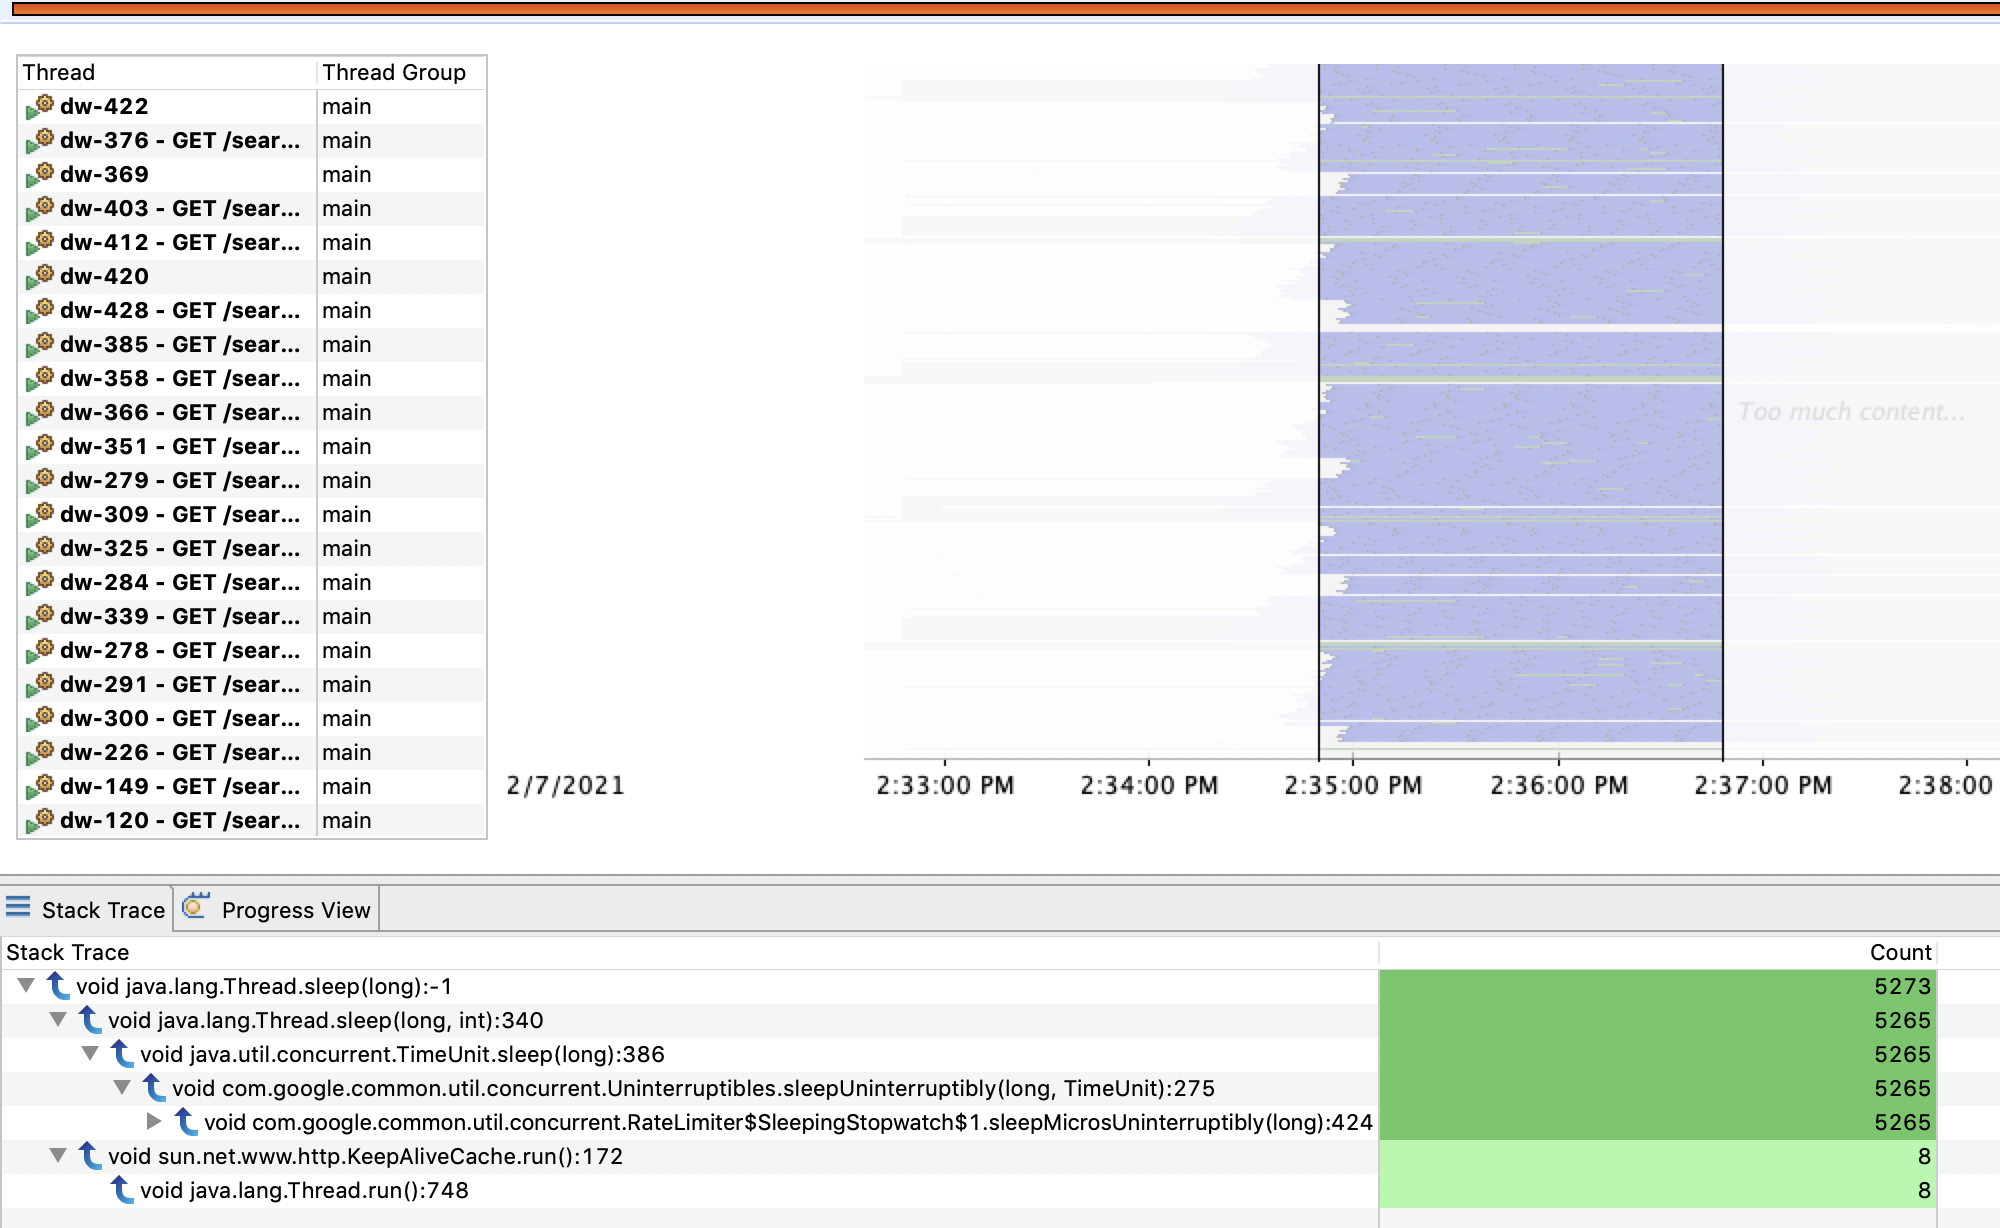 Thread Thread Group
dw-422 main
dw-376 - GET /sear... main
dw-369 main
dw-403 - GET /sear... main
dw-412 - GET /sear... main
dw-420 main
dw-428 - GET /sear... main
dw-385 - GET /sear... main
dw-358 - GET /sear... main
dw-366 - GET /sear... main
dw-351 - GET /sear... main
dw-279 - GET /sear... main
dw-309 - GET /sear... main
dw-325 - GET /sear... main
dw-284 - GET /sear... main
dw-339 - GET /sear... main
dw-278 - GET /sear... main
dw-291 - GET /sear... main
dw-300 - GET /sear... main
dw-226 - GET /sear... main
dw-149 - GET /sear... main
dw-120 - GET /sear... main
Too much content...
2/7/2021 2:33:00 PM 2:34:00 PM 2:35:00 PM 2:36:00 PM 2:37:00 PM 2:38:00
Stack Trace Progress View
Stack Trace Count
void java.lang.Thread.sleep(long):-1 5273
void java.lang.Thread.sleep(long, int):340 5265
void java.util.concurrent.TimeUnit.sleep(long):386 5265
void com.google.common.util.concurrent.Uninterruptibles.sleepUninterruptibly(long, TimeUnit):275 5265
void com.google.common.util.concurrent.RateLimiter$SleepingStopwatch$1.sleepMicrosUninterruptibly(long):424 5265
void sun.net.www.http.KeepAliveCache.run():172 8
void java.lang.Thread.run():748 8